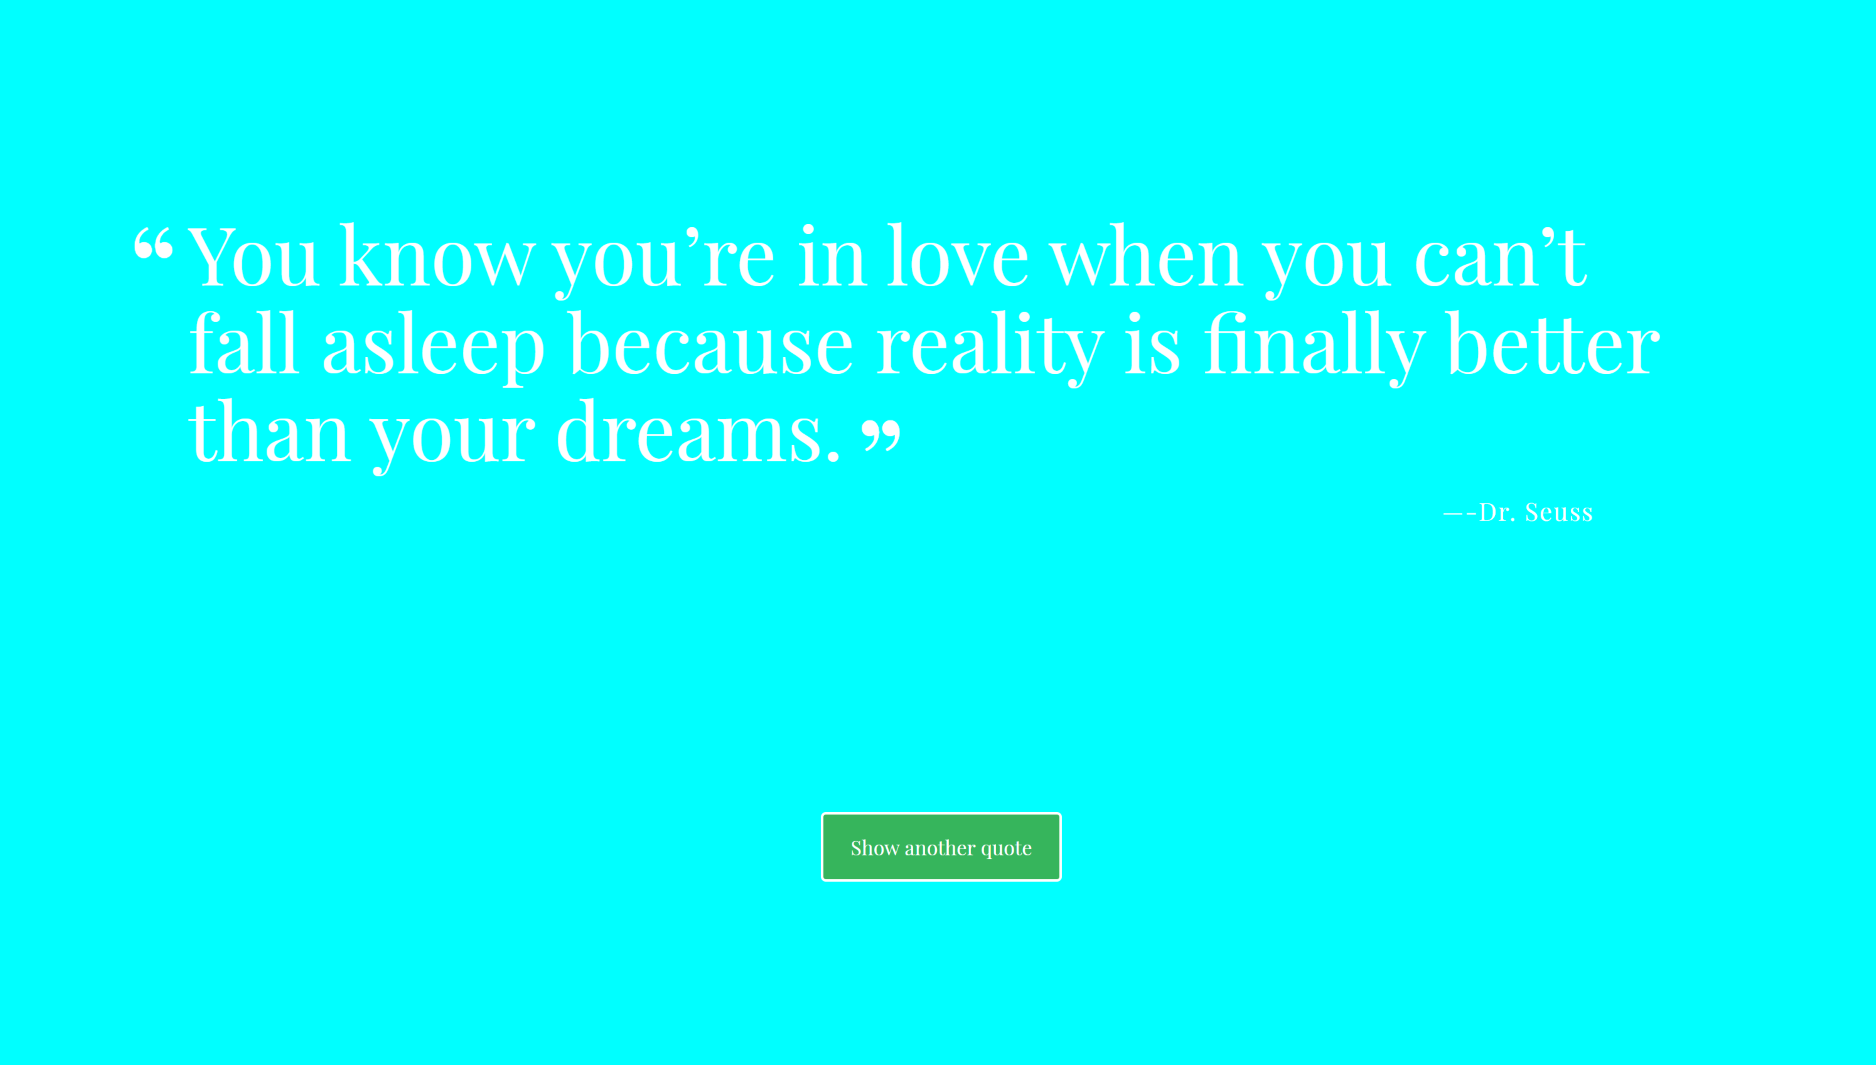 “ You know you’re in love when you can’t
fall asleep because reality is finally better
than your dreams. ”
—-Dr. Seuss
Show another quote